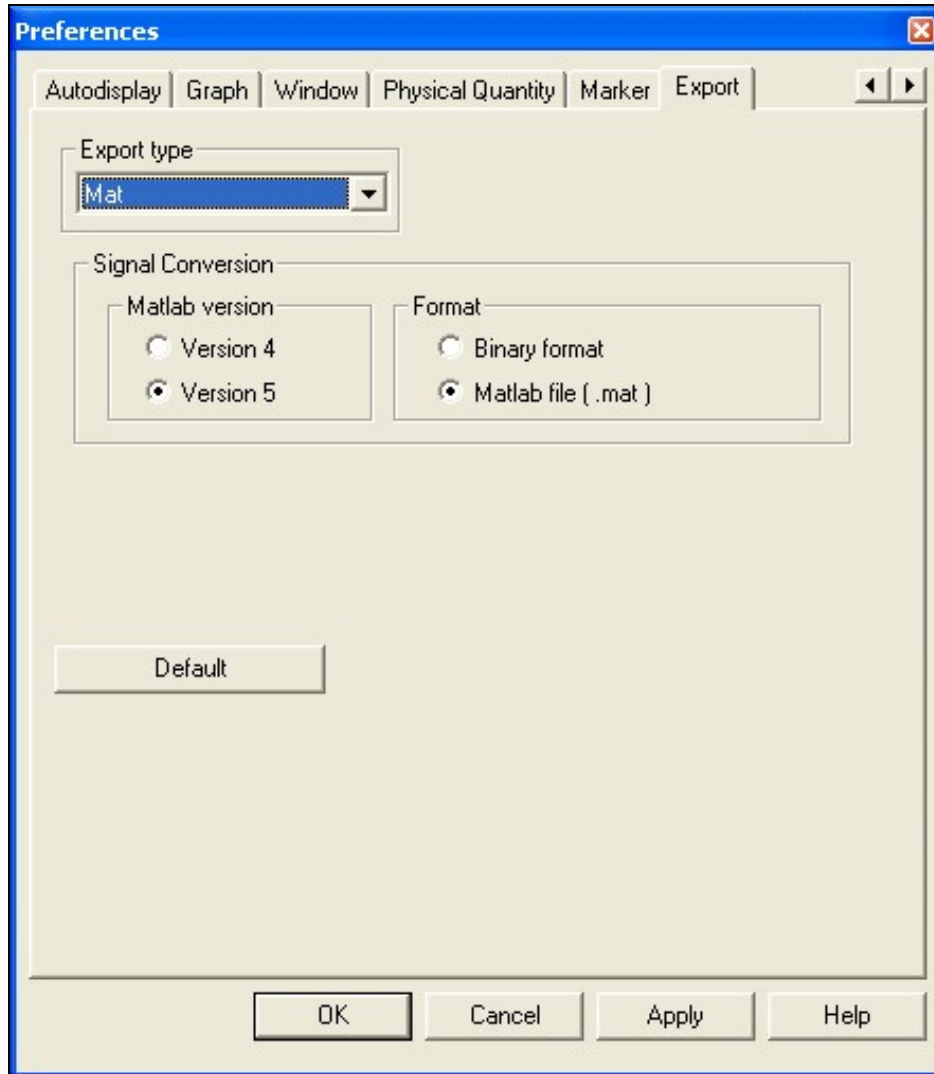 Preferences
Autodisplay Graph Window Physical Quantity Marker Export
Export type
Mat
Signal Conversion
Matlab version Format
Version 4 Binary format
Version 5 Matlab file ( .mat )
Default
OK Cancel Apply Help